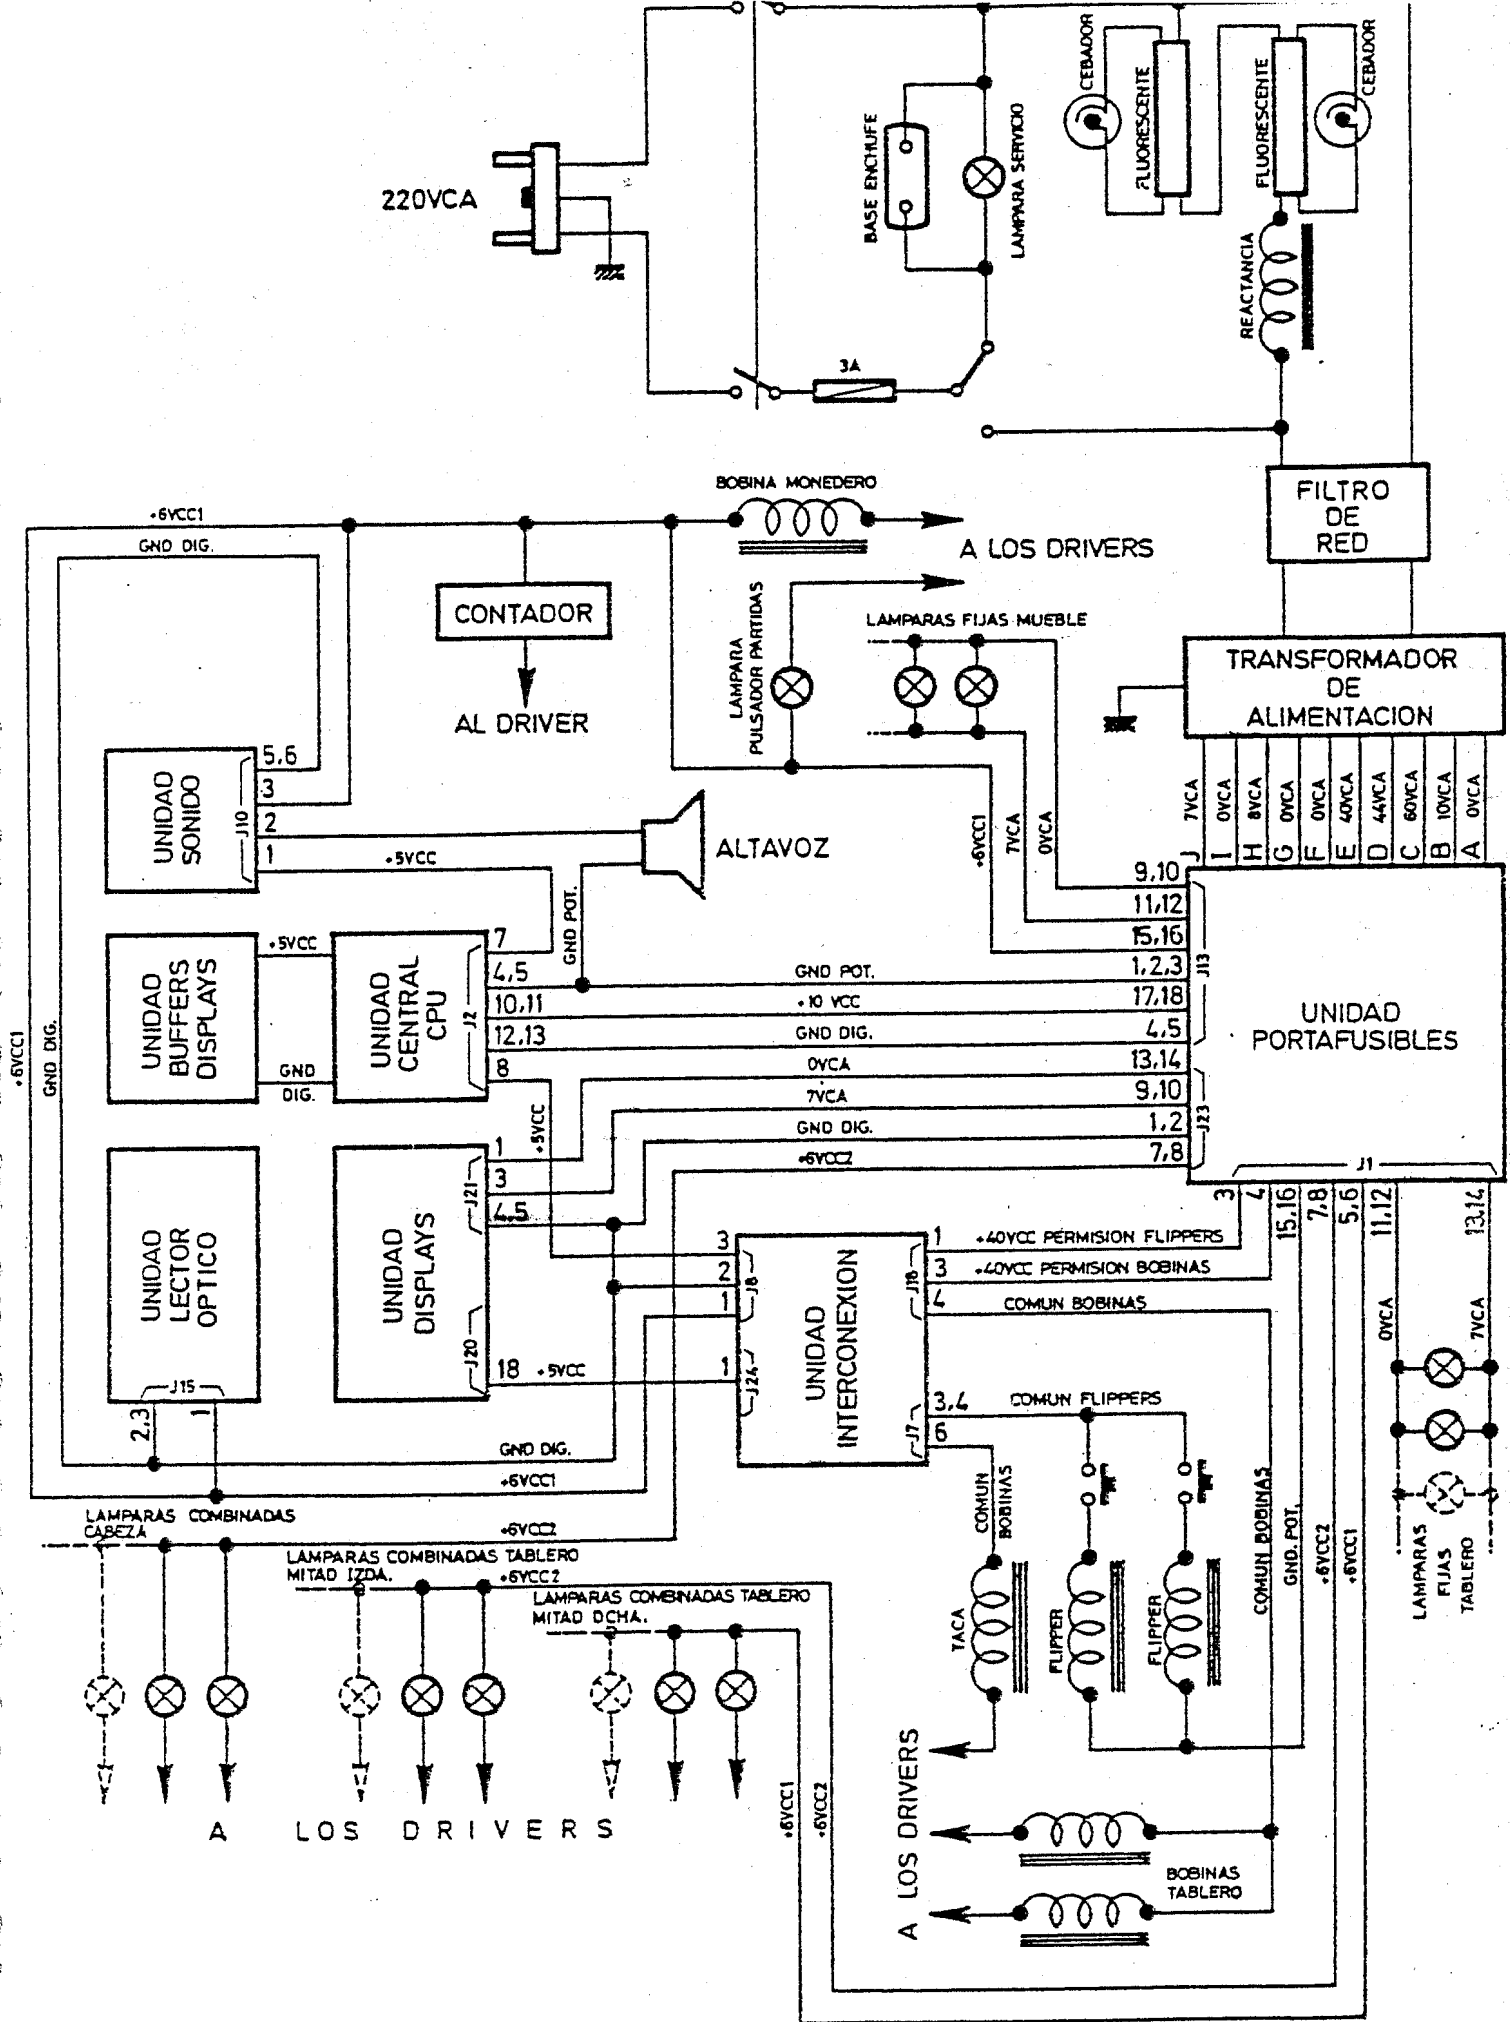 220VCA
BASE ENCHUFE
LAMPARA SERVICIO
CEBADOR
FLUORESCENTE
FLUORESCENTE
CEBADOR
REACTANCIA
3A
FILTRO
DE
RED
BOBINA MONEDERO
A LOS DRIVERS
+6VCC1
GND DIG.
CONTADOR
AL DRIVER
LAMPARA
PULSADOR PARTIDAS
LAMPARAS FIJAS MUEBLE
TRANSFORMADOR
DE
ALIMENTACION
7VCA
0VCA
8VCA
0VCA
0VCA
40VCA
44VCA
60VCA
10VCA
0VCA
J
I
H
G
F
E
D
C
B
A
UNIDAD
SONIDO
J10
5,6
3
2
1
+5VCC
ALTAVOZ
GND POT.
+6VCC1
7VCA
0VCA
9,10
11,12
15,16
1,2,3
17,18
4,5
J13
13,14
9,10
1,2
7,8
J23
UNIDAD
PORTAFUSIBLES
UNIDAD
BUFFERS
DISPLAYS
+5VCC
GND
DIG.
UNIDAD
CENTRAL
CPU
J2
7
4,5
10,11
12,13
8
GND POT.
+10 VCC
GND DIG.
0VCA
7VCA
GND DIG.
+6VCC2
+5VCC
+6VCC1
GND DIG.
UNIDAD
LECTOR
OPTICO
J15
2,3
1
UNIDAD
DISPLAYS
J21
1
3
4,5
J20
18
+5VCC
UNIDAD
INTERCONEXION
J8
3
2
1
J24
1
J18
1
3
4
J7
3,4
6
+40VCC PERMISION FLIPPERS
+40VCC PERMISION BOBINAS
COMUN BOBINAS
COMUN FLIPPERS
J1
3
4
15,16
7,8
5,6
11,12
13,14
0VCA
7VCA
GND DIG.
+6VCC1
LAMPARAS COMBINADAS
CABEZA
+6VCC2
LAMPARAS COMBINADAS TABLERO
MITAD IZDA.
+6VCC2
LAMPARAS COMBINADAS TABLERO
MITAD DCHA.
COMUN
BOBINAS
TACA
FLIPPER
FLIPPER
COMUN BOBINAS
GND.POT.
+6VCC2
+6VCC1
LAMPARAS
FIJAS
TABLERO
A LOS DRIVERS
+6VCC1
+6VCC2
A LOS DRIVERS
BOBINAS
TABLERO